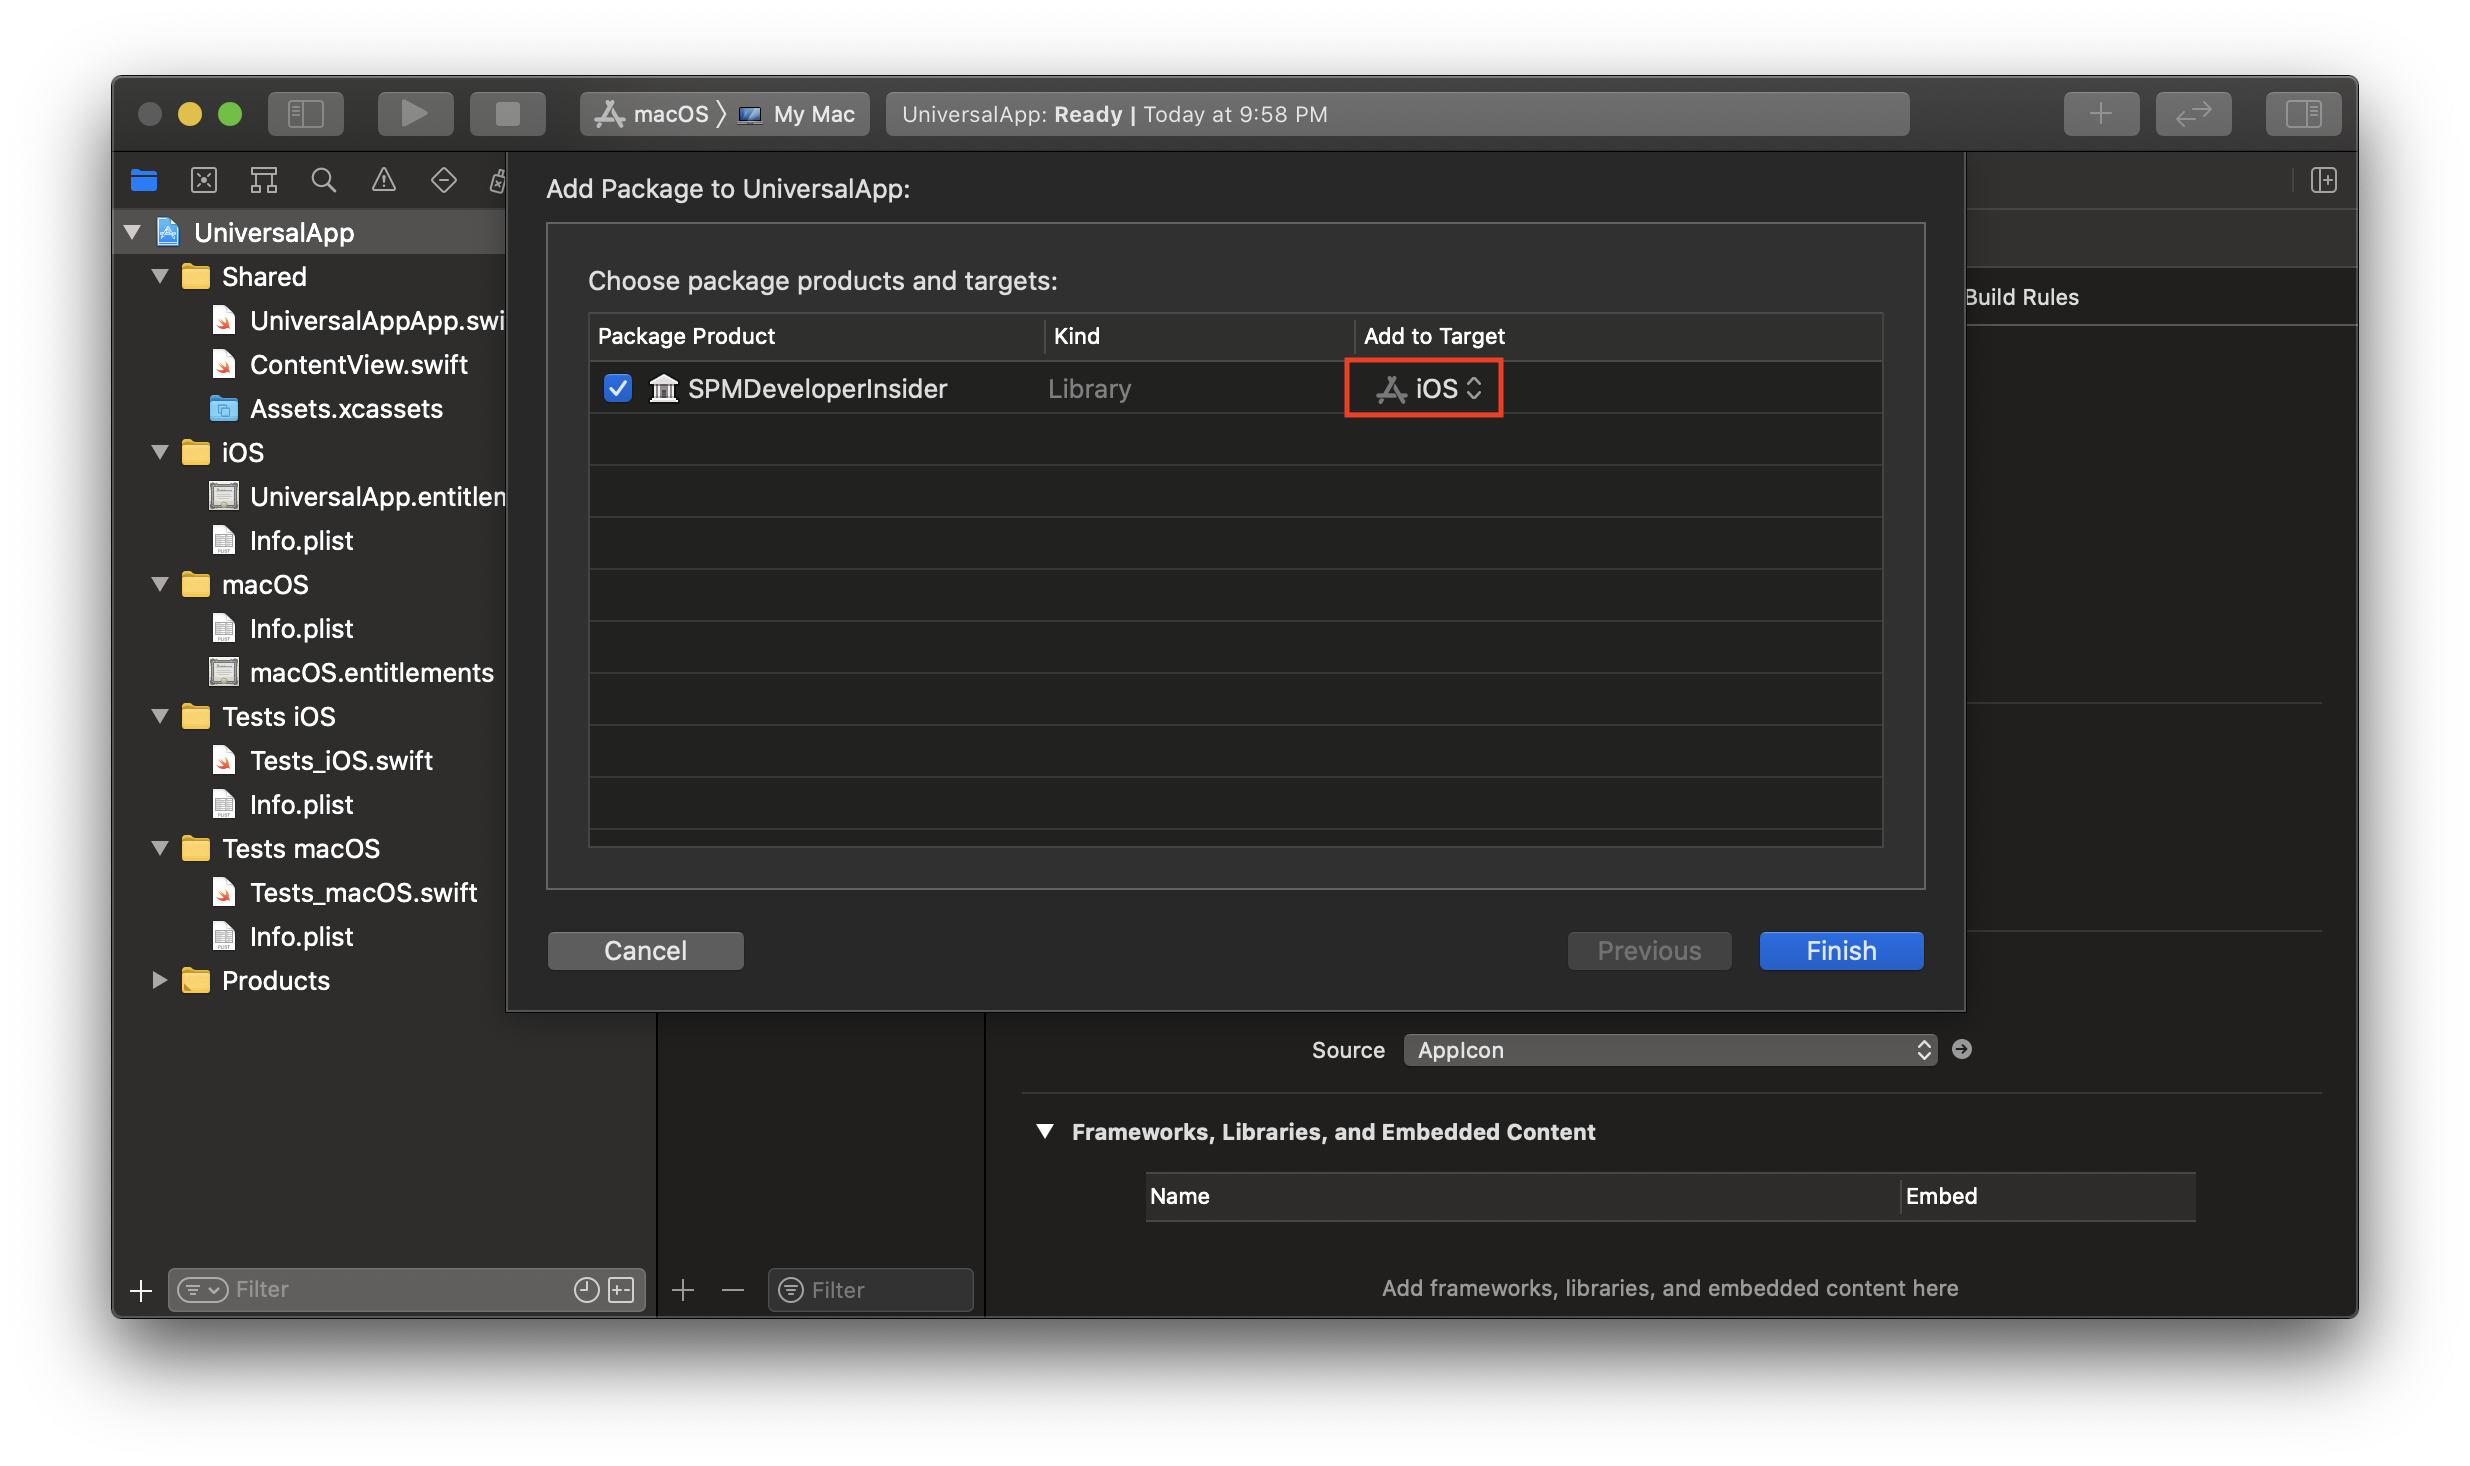 macOS
My Mac
UniversalApp: Ready | Today at 9:58 PM
UniversalApp
Shared
UniversalAppApp.swi
ContentView.swift
Assets.xcassets
iOS
UniversalApp.entitlem
Info.plist
macOS
Info.plist
macOS.entitlements
Tests iOS
Tests_iOS.swift
Info.plist
Tests macOS
Tests_macOS.swift
Info.plist
Products
Filter
Add Package to UniversalApp:
Choose package products and targets:
Package Product
Kind
Add to Target
SPMDeveloperInsider
Library
iOS
Cancel
Previous
Finish
Build Rules
Source
AppIcon
Frameworks, Libraries, and Embedded Content
Name
Embed
Add frameworks, libraries, and embedded content here
Filter